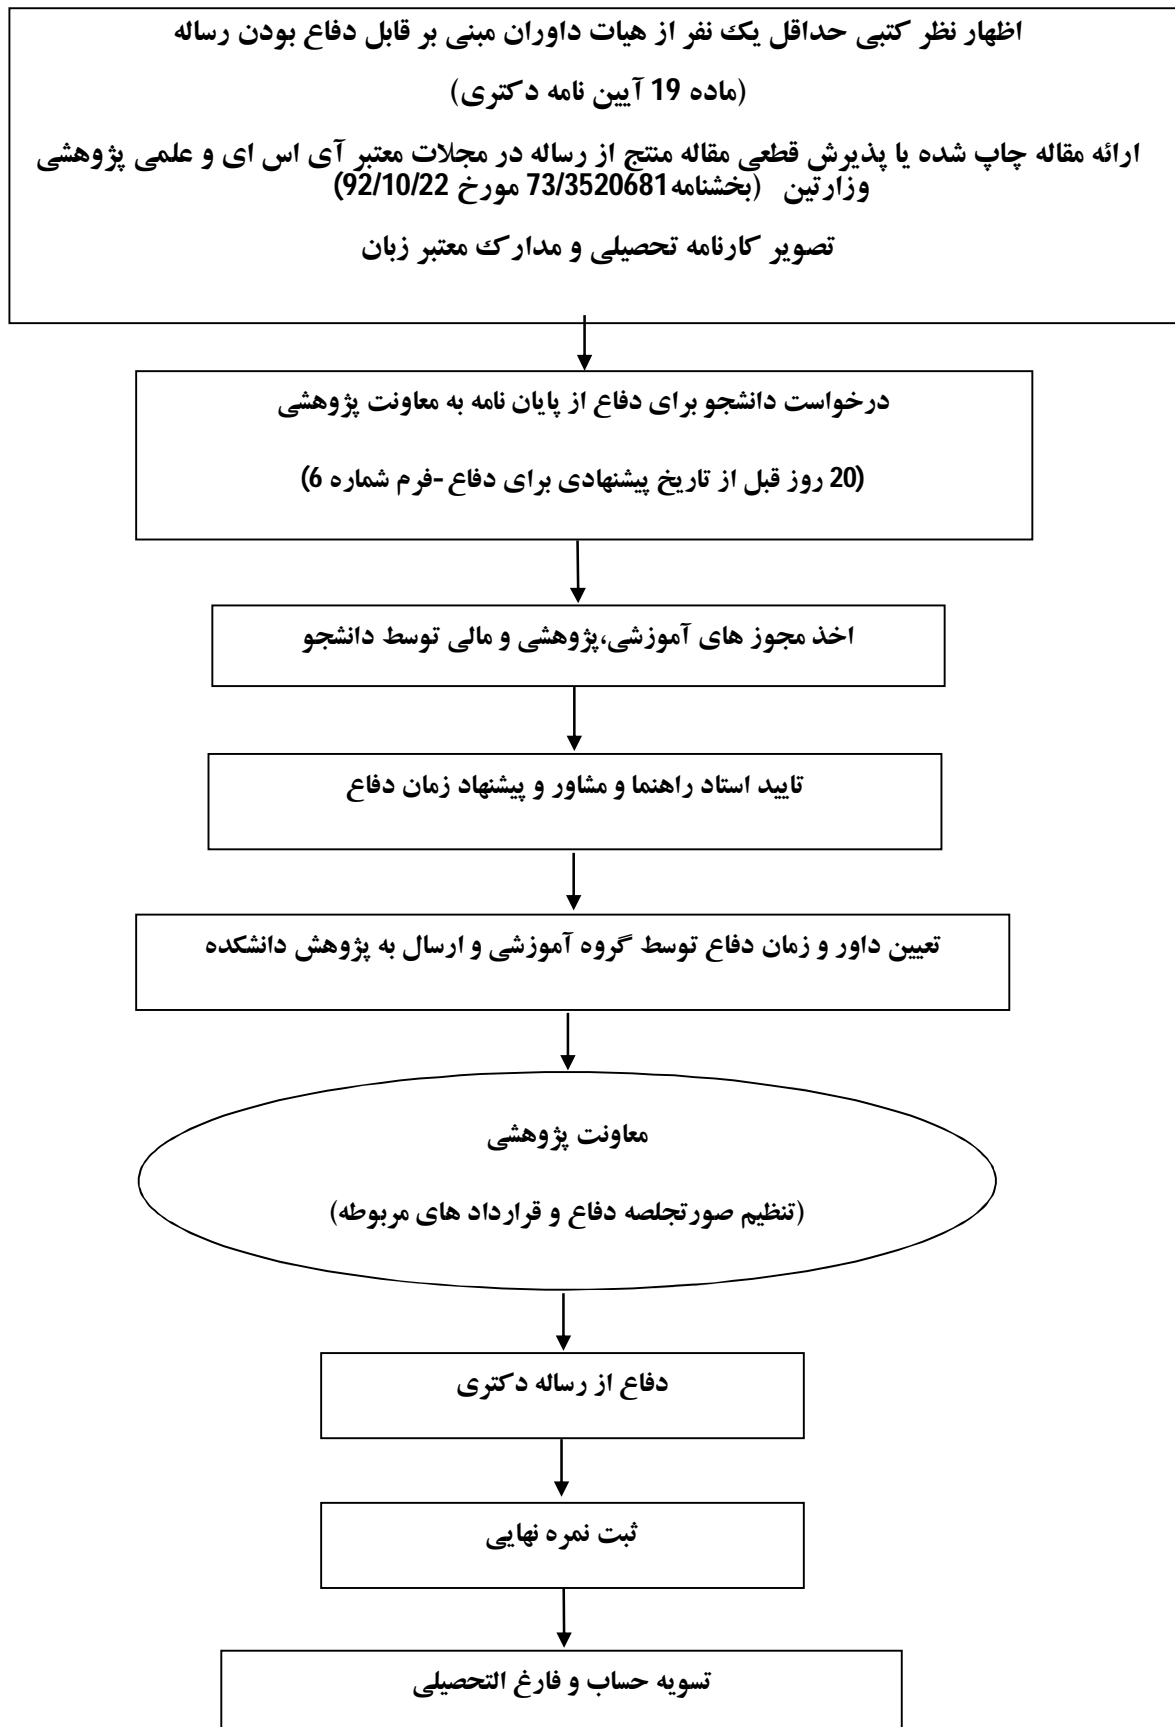 اظهار نظر کتبی حداقل یک نفر از هیات داوران مبنی بر قابل دفاع بودن رساله
(ماده 19 آیین نامه دکتری)
ارائه مقاله چاپ شده یا پذیرش قطعی مقاله منتج از رساله در مجلات معتبر آی اس ای و علمی پژوهشی
وزارتین (بخشنامه73/3520681 مورخ 92/10/22)
تصویر کارنامه تحصیلی و مدارک معتبر زبان
درخواست دانشجو برای دفاع از پایان نامه به معاونت پژوهشی
(20 روز قبل از تاریخ پیشنهادی برای دفاع-فرم شماره 6)
اخذ مجوز های آموزشی،پژوهشی و مالی توسط دانشجو
تایید استاد راهنما و مشاور و پیشنهاد زمان دفاع
تعیین داور و زمان دفاع توسط گروه آموزشی و ارسال به پژوهش دانشکده
معاونت پژوهشی
(تنظیم صورتجلصه دفاع و قرارداد های مربوطه)
دفاع از رساله دکتری
ثبت نمره نهایی
تسویه حساب و فارغ التحصیلی